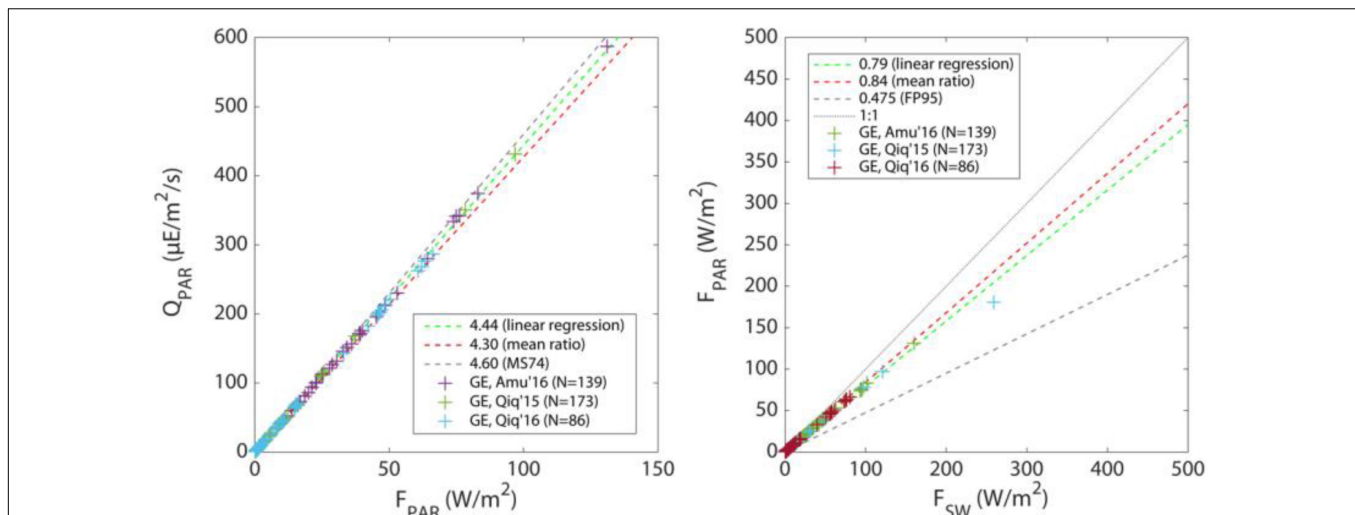 600
500
400
300
200
100
0
Q_PAR (µE/m²/s)
0 50 100 150
F_PAR (W/m²)
4.44 (linear regression)
4.30 (mean ratio)
4.60 (MS74)
GE, Amu'16 (N=139)
GE, Qiq'15 (N=173)
GE, Qiq'16 (N=86)
500
450
400
350
300
250
200
150
100
50
0
F_PAR (W/m²)
0 100 200 300 400 500
F_SW (W/m²)
0.79 (linear regression)
0.84 (mean ratio)
0.475 (FP95)
1:1
GE, Amu'16 (N=139)
GE, Qiq'15 (N=173)
GE, Qiq'16 (N=86)